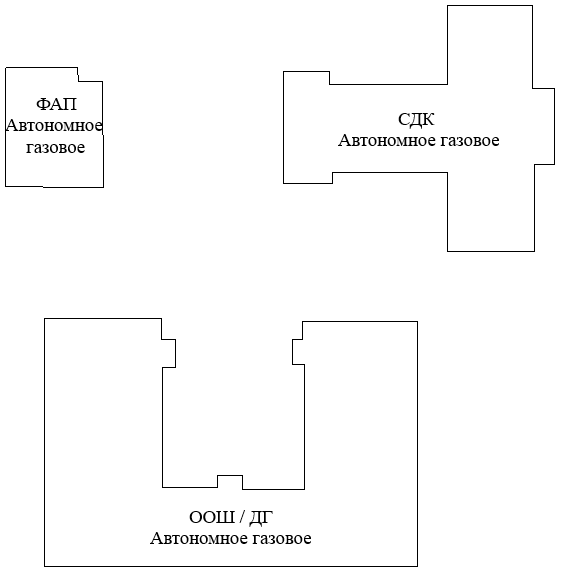 ФАП
Автономное
газовое
СДК
Автономное газовое
ООШ / ДГ
Автономное газовое